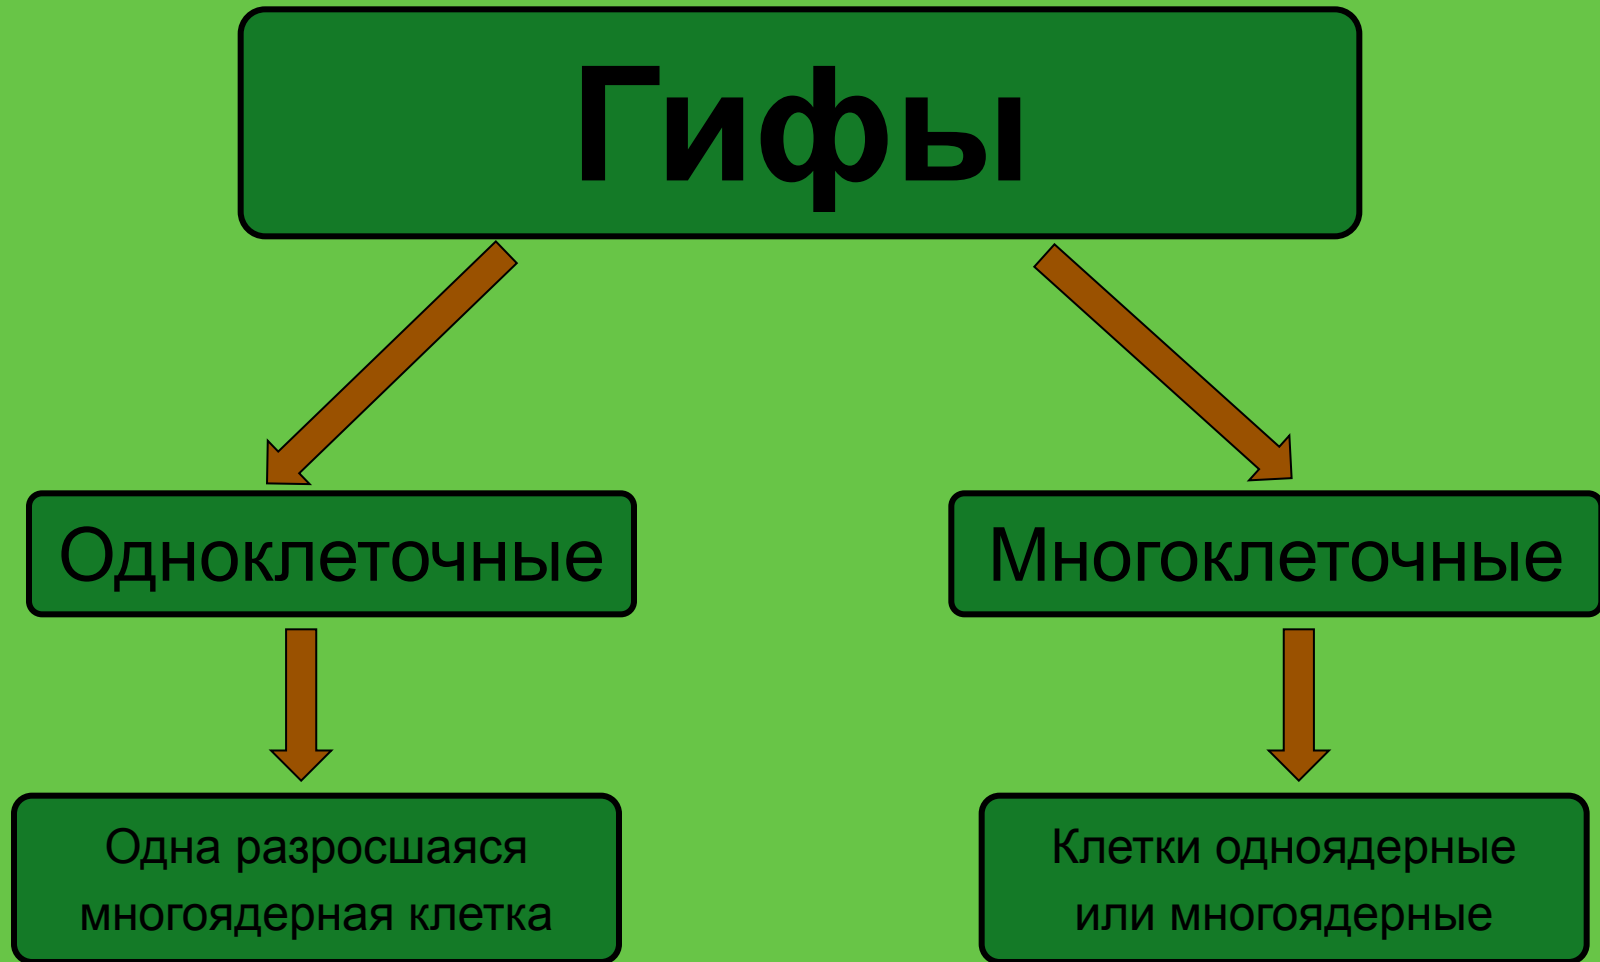 Гифы
Одноклеточные
Многоклеточные
Одна разросшаяся
многоядерная клетка
Клетки одноядерные
или многоядерные